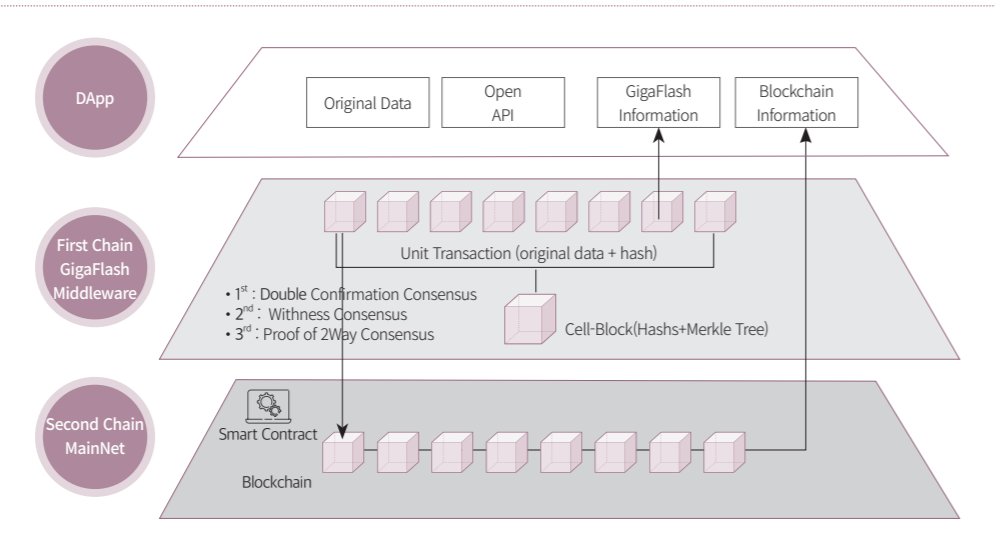 DApp
Original Data
Open
API
GigaFlash
Information
Blockchain
Information
First Chain
GigaFlash
Middleware
Unit Transaction (original data + hash)
• 1st : Double Confirmation Consensus
• 2nd : Withness Consensus
• 3rd : Proof of 2Way Consensus
Cell-Block(Hashs+Merkle Tree)
Second Chain
MainNet
Smart Contract
Blockchain